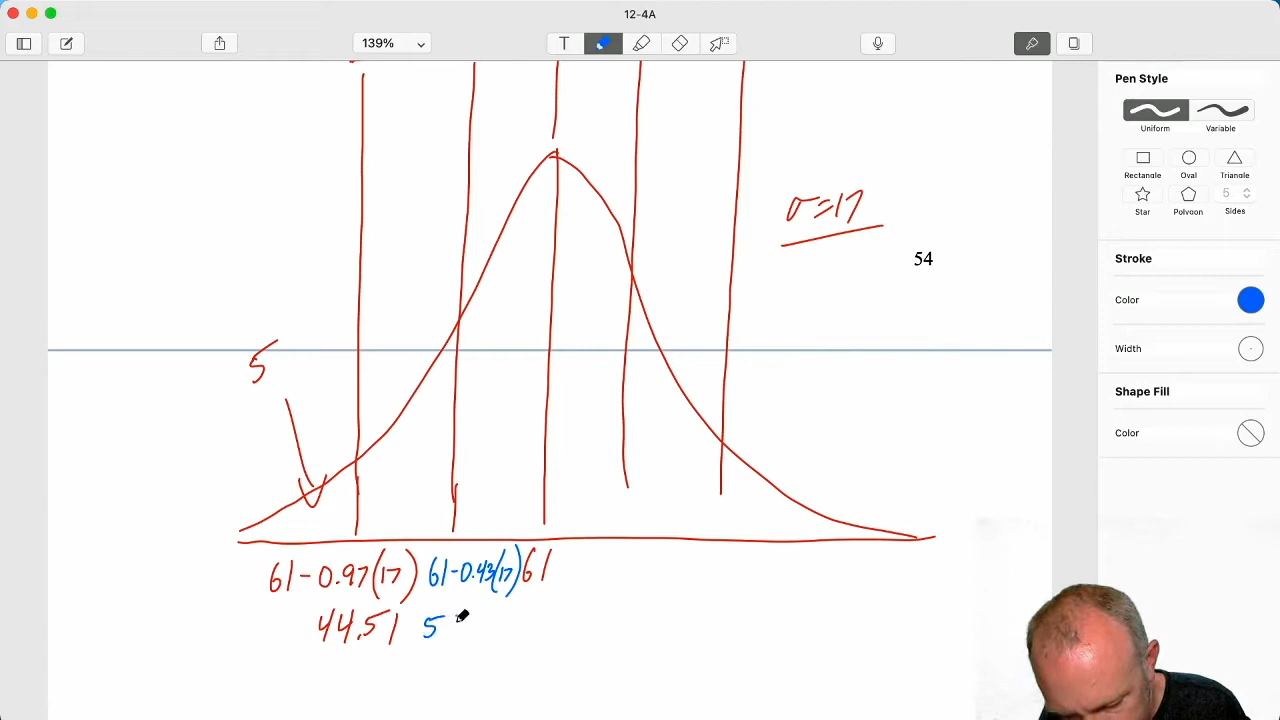 12-4A
139%
T
Pen Style
Uniform
Variable
Rectangle
Oval
Triangle
5
Star
Polygon
Sides
Stroke
Color
Width
Shape Fill
Color
σ=17
54
5
61-0.97(17)
61-0.43(17)
61
44.51
5